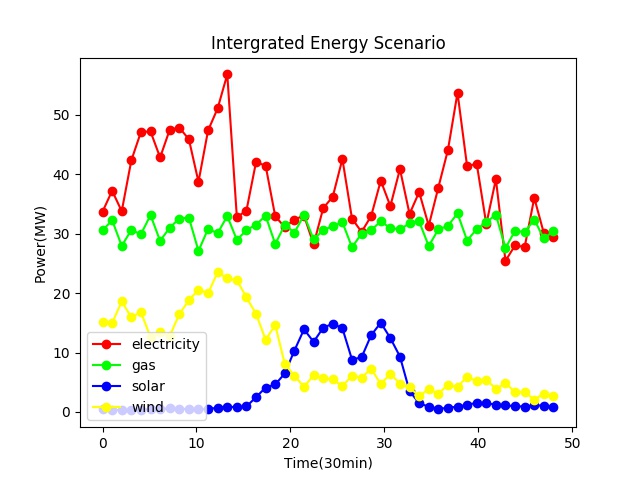 Intergrated Energy Scenario
Power(MW)
50
40
30
20
10
0
electricity
gas
solar
wind
0 10 20 30 40 50
Time(30min)